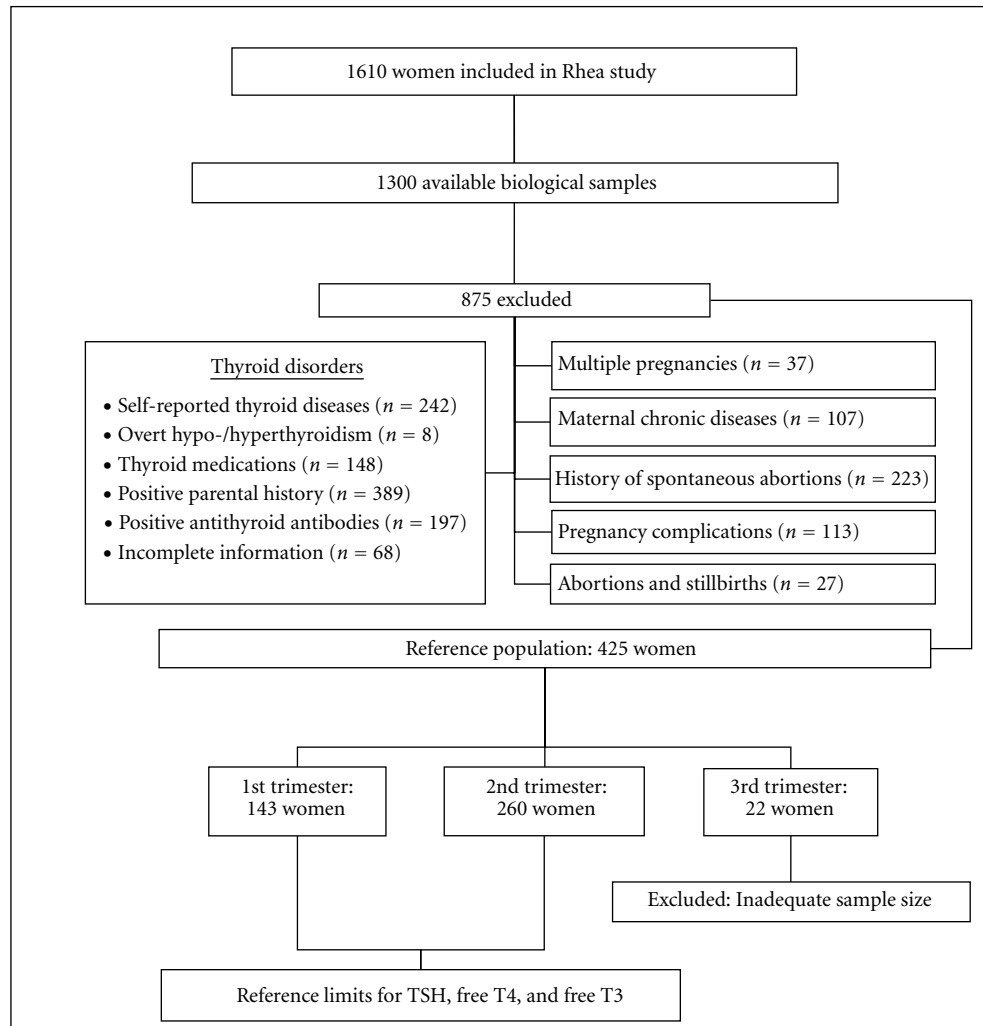 1610 women included in Rhea study
1300 available biological samples
875 excluded
Thyroid disorders
• Self-reported thyroid diseases (n = 242)
• Overt hypo-/hyperthyroidism (n = 8)
• Thyroid medications (n = 148)
• Positive parental history (n = 389)
• Positive antithyroid antibodies (n = 197)
• Incomplete information (n = 68)
Multiple pregnancies (n = 37)
Maternal chronic diseases (n = 107)
History of spontaneous abortions (n = 223)
Pregnancy complications (n = 113)
Abortions and stillbirths (n = 27)
Reference population: 425 women
1st trimester:
143 women
2nd trimester:
260 women
3rd trimester:
22 women
Excluded: Inadequate sample size
Reference limits for TSH, free T4, and free T3